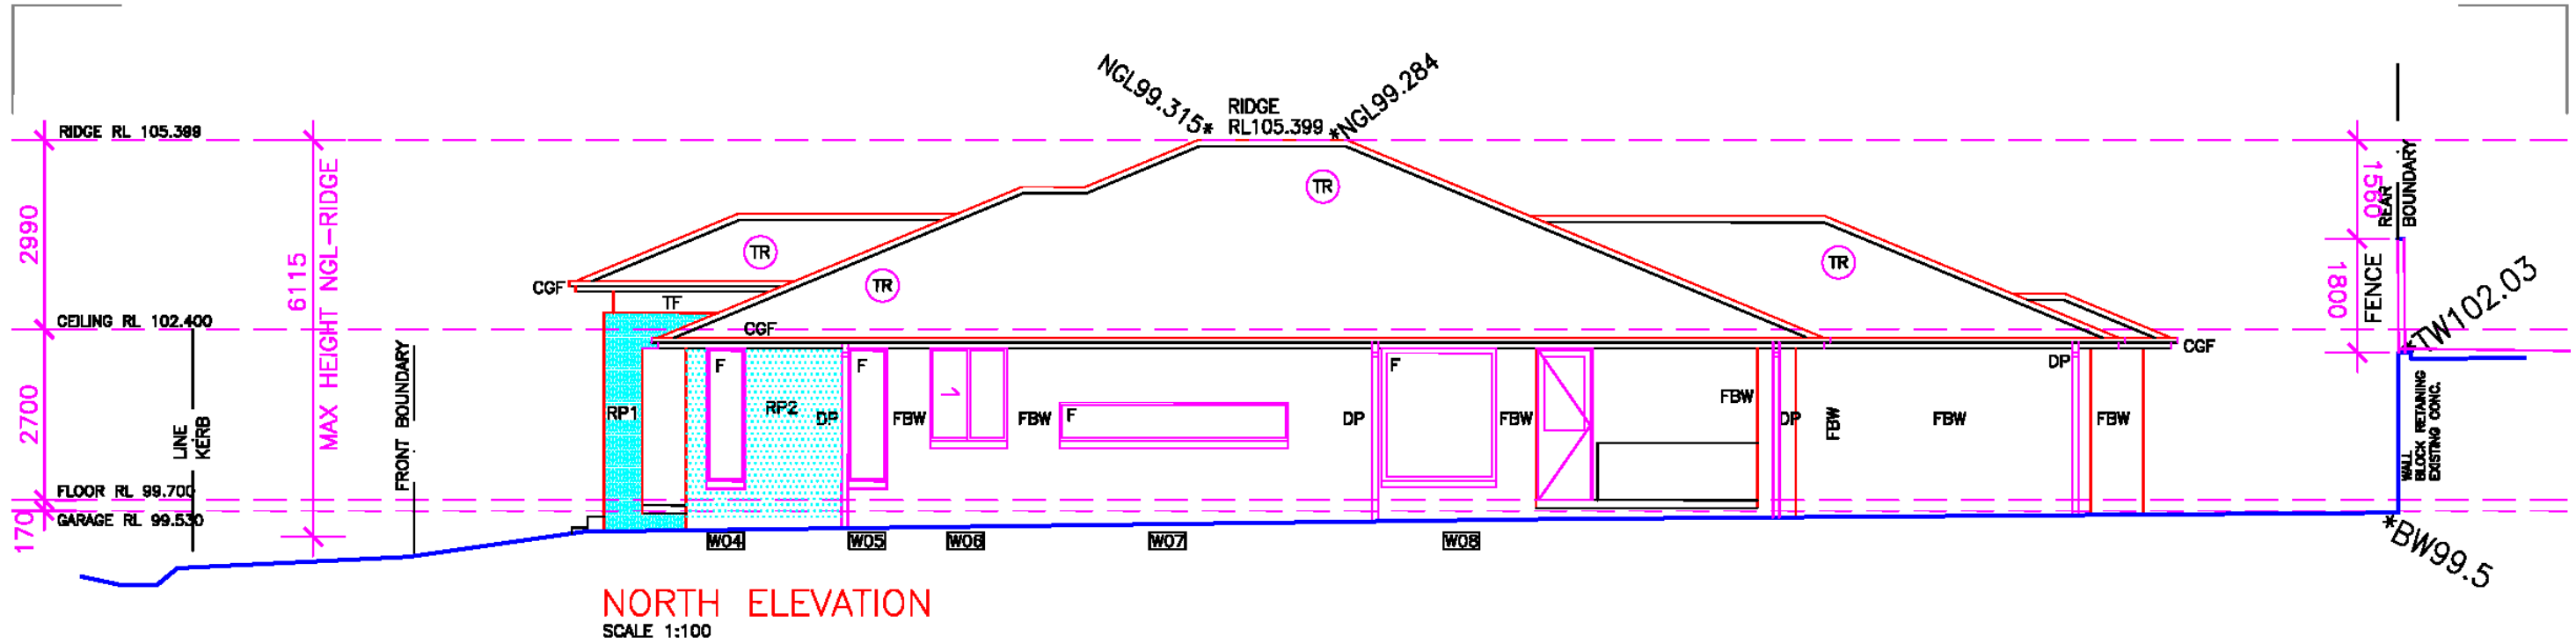 NGL99.315*
RIDGE
RL105.399
*NGL99.284
RIDGE RL 105.399
2990
6115
MAX HEIGHT NGL-RIDGE
CEILING RL 102.400
2700
LINE
KERB
FRONT BOUNDARY
FLOOR RL 99.700
170
GARAGE RL 99.530
CGF
TR
TR
TR
TR
TF
CGF
CGF
RP1
F
RP2
DP
F
FBW
1
FBW
F
DP
F
FBW
FBW
DP
FBW
FBW
DP
FBW
1560
REAR
BOUNDARY
1800
FENCE
*TW102.03
WALL
BLOCK RETAINING
EXISTING CONC.
*BW99.5
W04
W05
W06
W07
W08
NORTH ELEVATION
SCALE 1:100